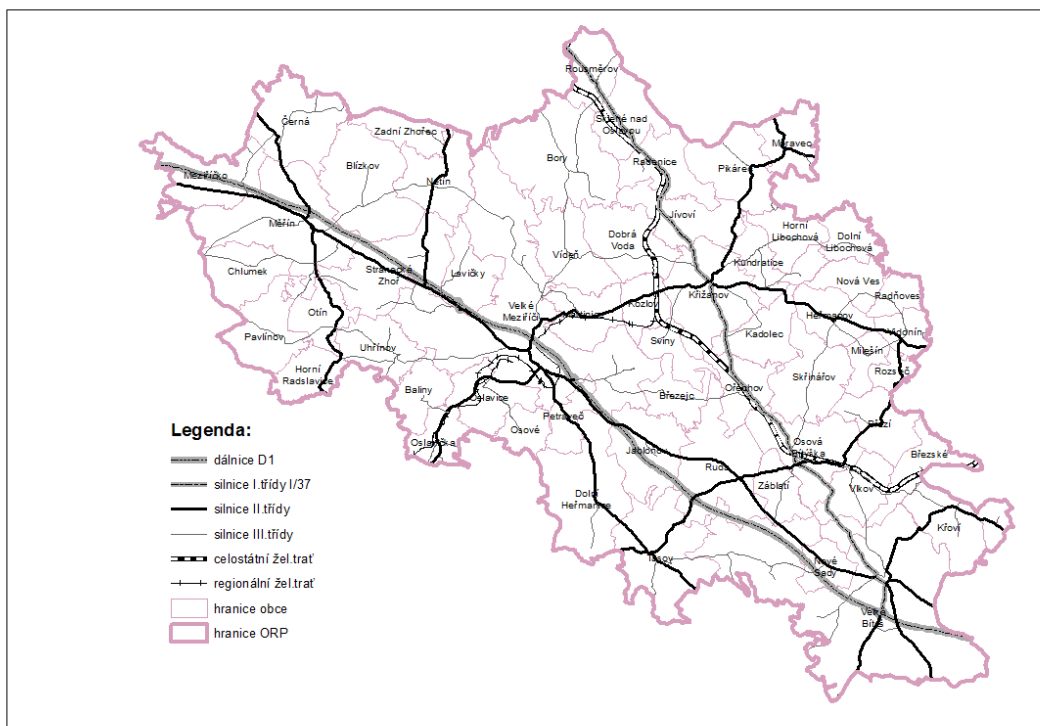 Rousměrov
Černá
Zadní Zhořec
Moravec
Bory
Rašenice
Pikárec
Blízkov
Meziříčko
Netín
Jívoví
Měřín
Horní
Libochová
Dolní
Libochová
Dobrá
Voda
Vídeň
Kundratice
Chlumek
Stránecké
Zhoř
Lavičky
Nová Ves
Radňoves
Křižanov
Kozlov
Velké
Meziříčí
Otín
Heřmanov
Vidonín
Kadolec
Pavlínov
Uhřínov
Sviny
Milešín
Horní
Radslavice
Skřinářov
Baliny
Ořechov
Březejc
Petráveč
Osové
Oslavička
Osová
Bítýška
Březské
Jabloňov
Ruda
Záblatí
Vlkov
Dolní
Heřmanice
Křoví
Tasov
Nové
Sady
Velká
Bíteš
Legenda:
dálnice D1
silnice I.třídy I/37
silnice II.třídy
silnice III.třídy
celostátní žel.trať
regionální žel.trať
hranice obce
hranice ORP